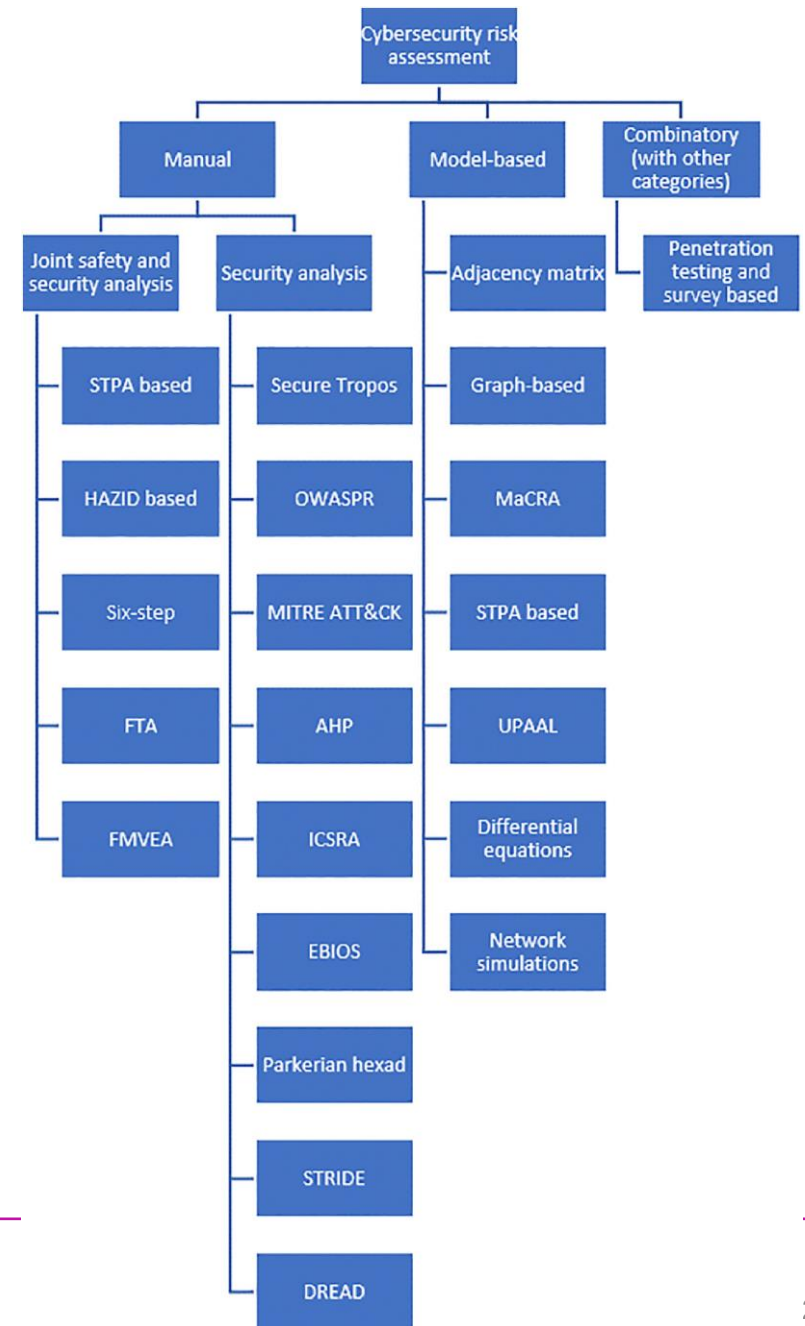 Cybersecurity risk
assessment
Manual
Model-based
Combinatory
(with other
categories)
Joint safety and
security analysis
Security analysis
Adjacency matrix
Penetration
testing and
survey based
STPA based
Secure Tropos
Graph-based
HAZID based
OWASPR
MaCRA
Six-step
MITRE ATT&CK
STPA based
FTA
AHP
UPAAL
FMVEA
ICSRA
Differential
equations
EBIOS
Network
simulations
Parkerian hexad
STRIDE
DREAD